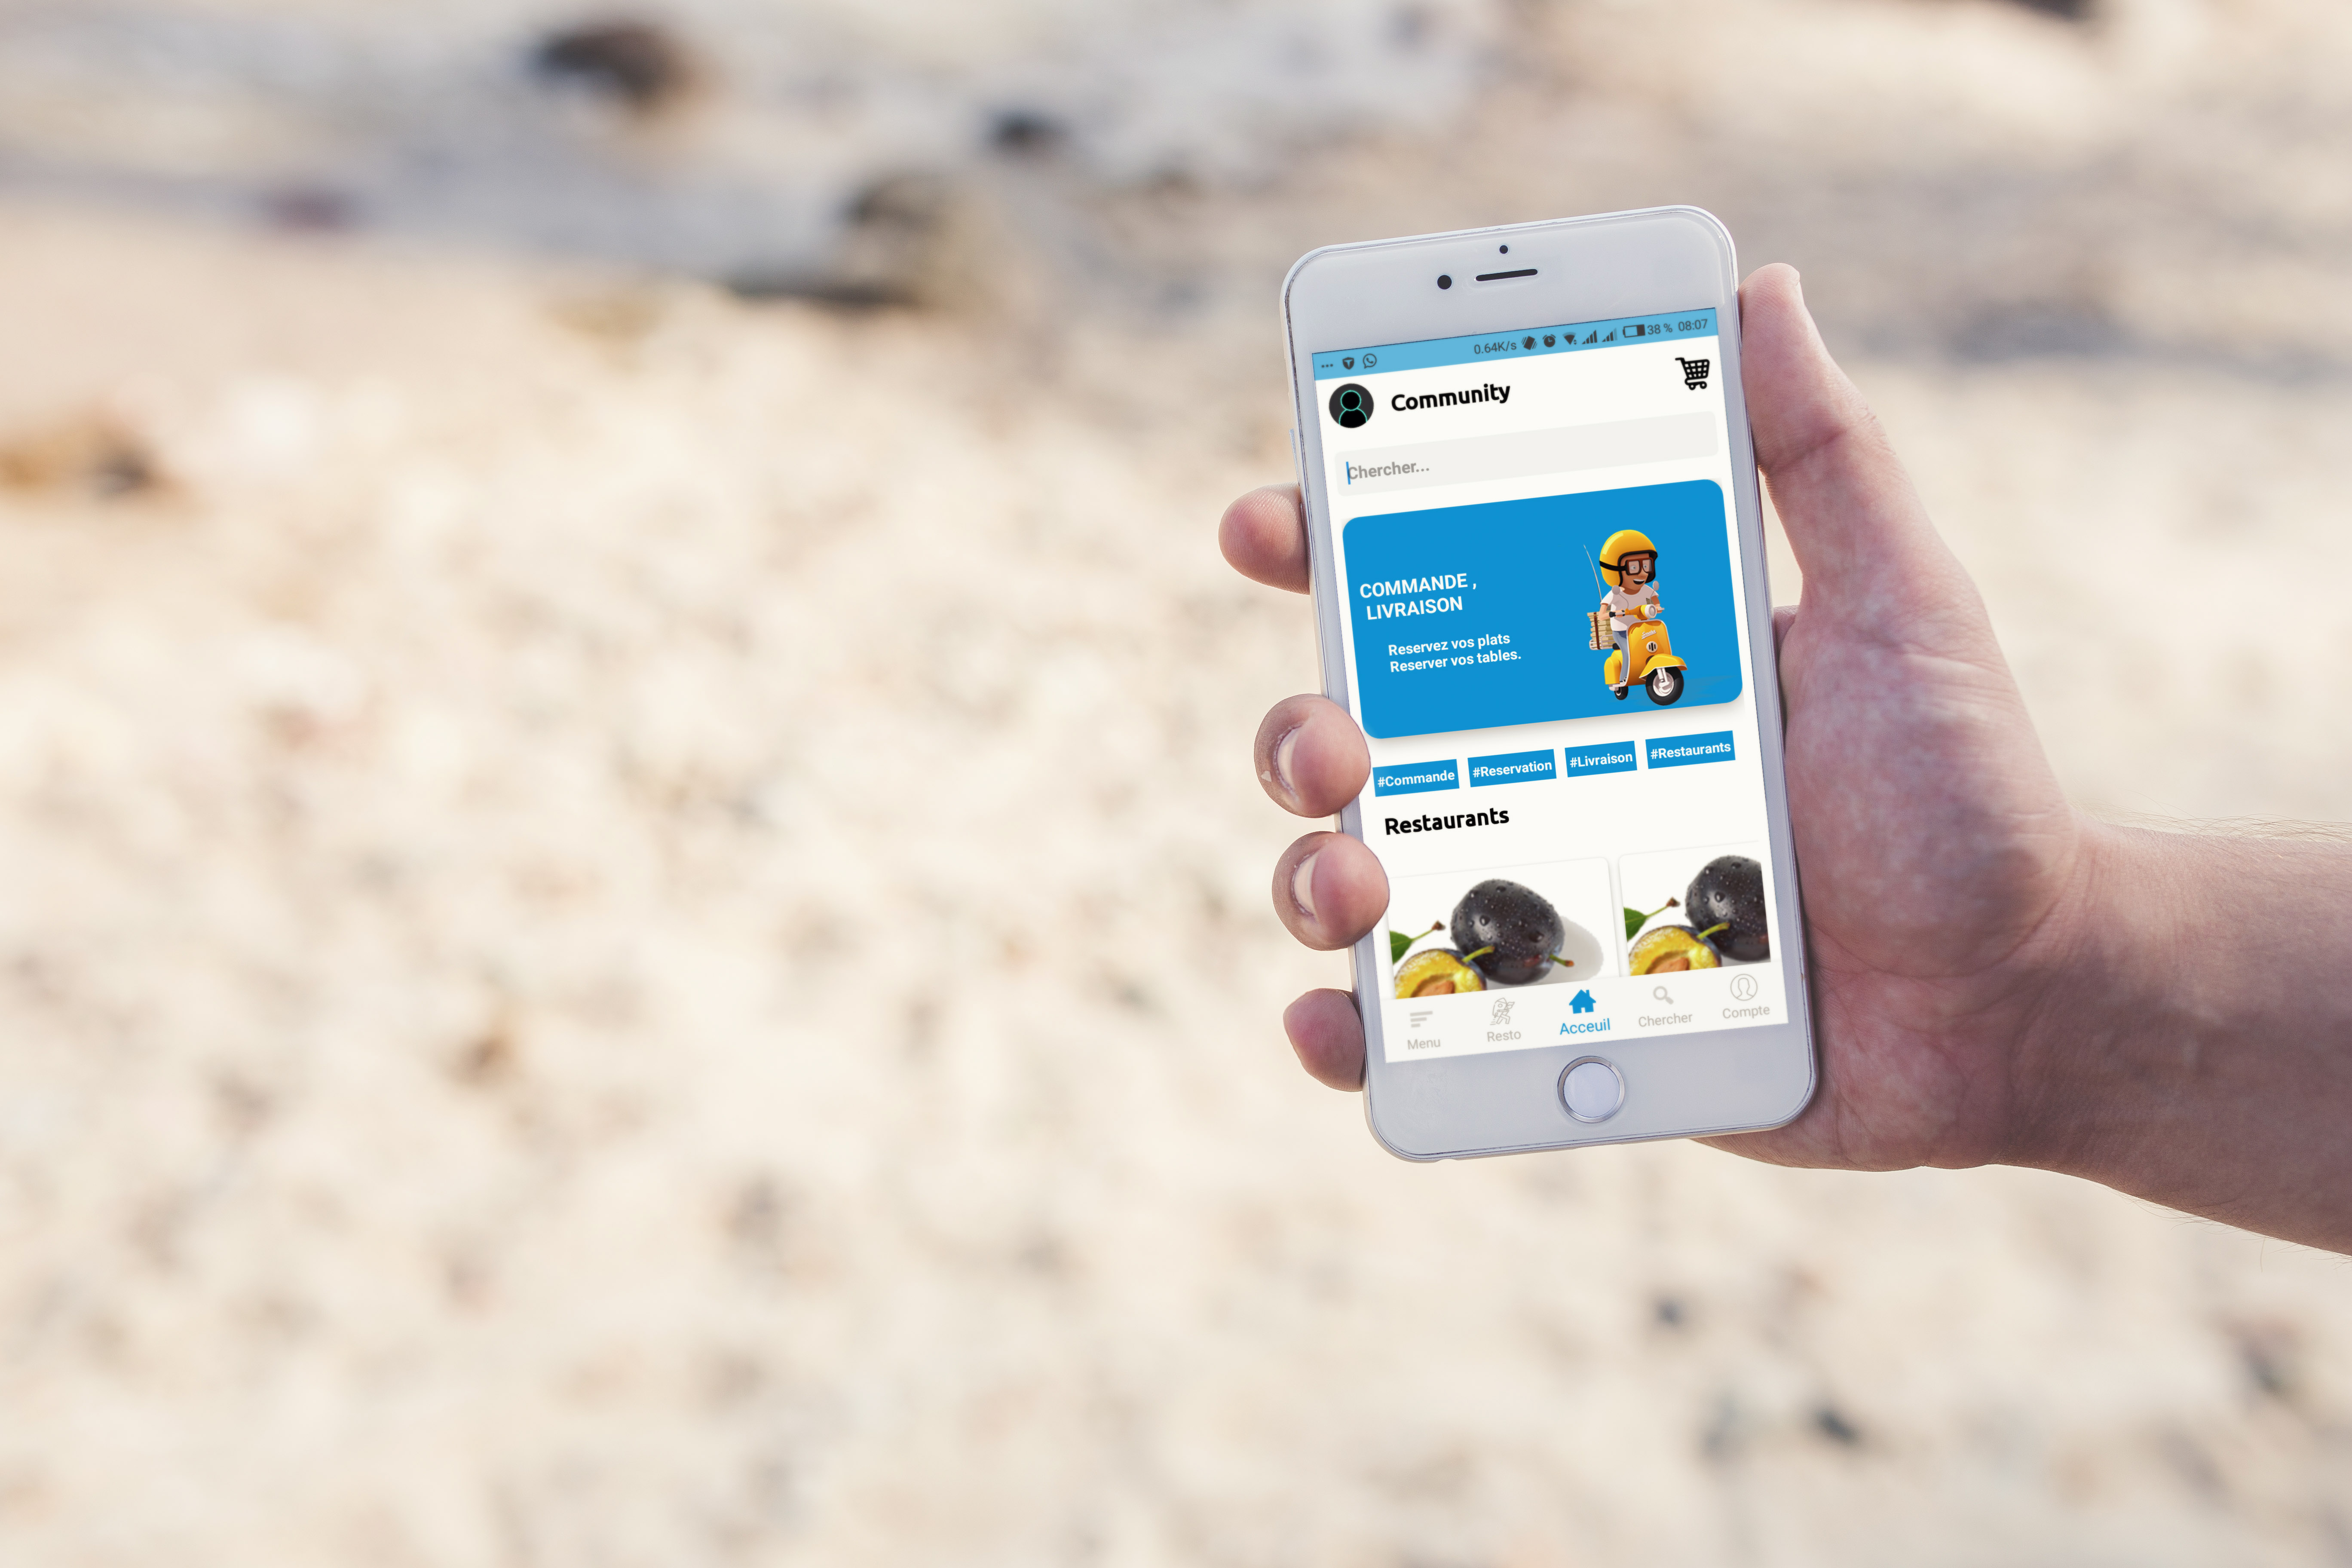 0.64K/s 38 % 08:07
Community
Chercher...
COMMANDE ,
LIVRAISON
Reservez vos plats
Reserver vos tables.
#Commande #Reservation #Livraison #Restaurants
Restaurants
Menu Resto Acceuil Chercher Compte